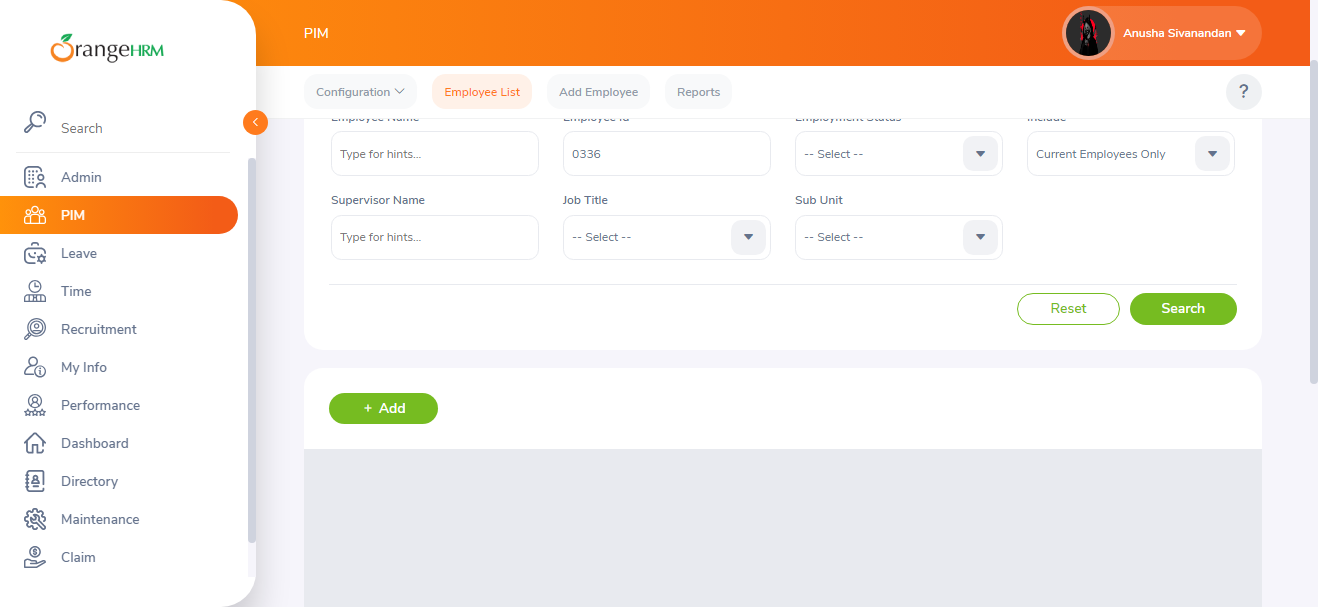 OrangeHRM
PIM
Anusha Sivanandan
Search
Admin
PIM
Leave
Time
Recruitment
My Info
Performance
Dashboard
Directory
Maintenance
Claim
Configuration
Employee List
Add Employee
Reports
?
Employee Name
Employee Id
Employment Status
Include
Type for hints...
0336
-- Select --
Current Employees Only
Supervisor Name
Job Title
Sub Unit
Type for hints...
-- Select --
-- Select --
Reset
Search
+ Add